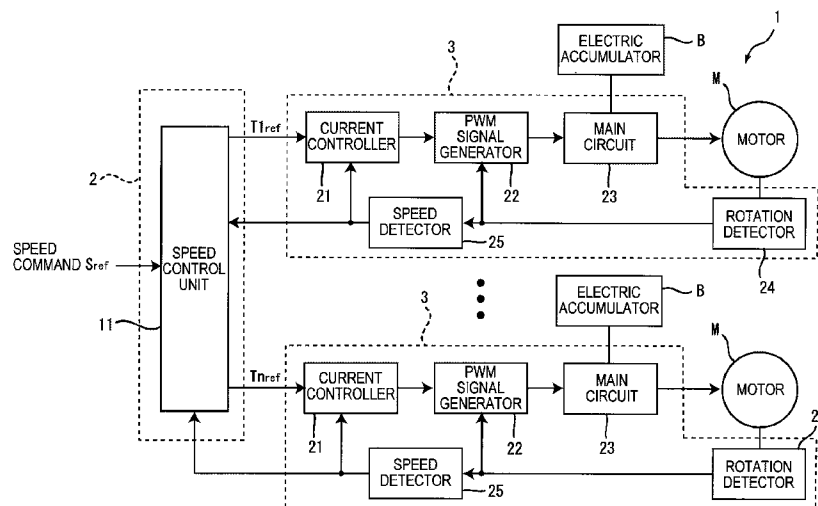 1
ELECTRIC
ACCUMULATOR
B
3
M
2
T1ref
CURRENT
CONTROLLER
21
PWM
SIGNAL
GENERATOR
22
MAIN
CIRCUIT
23
MOTOR
SPEED
DETECTOR
25
ROTATION
DETECTOR
24
SPEED
COMMAND Sref
SPEED
CONTROL
UNIT
11
ELECTRIC
ACCUMULATOR
B
3
M
Tnref
CURRENT
CONTROLLER
21
PWM
SIGNAL
GENERATOR
22
MAIN
CIRCUIT
23
MOTOR
2
SPEED
DETECTOR
25
ROTATION
DETECTOR